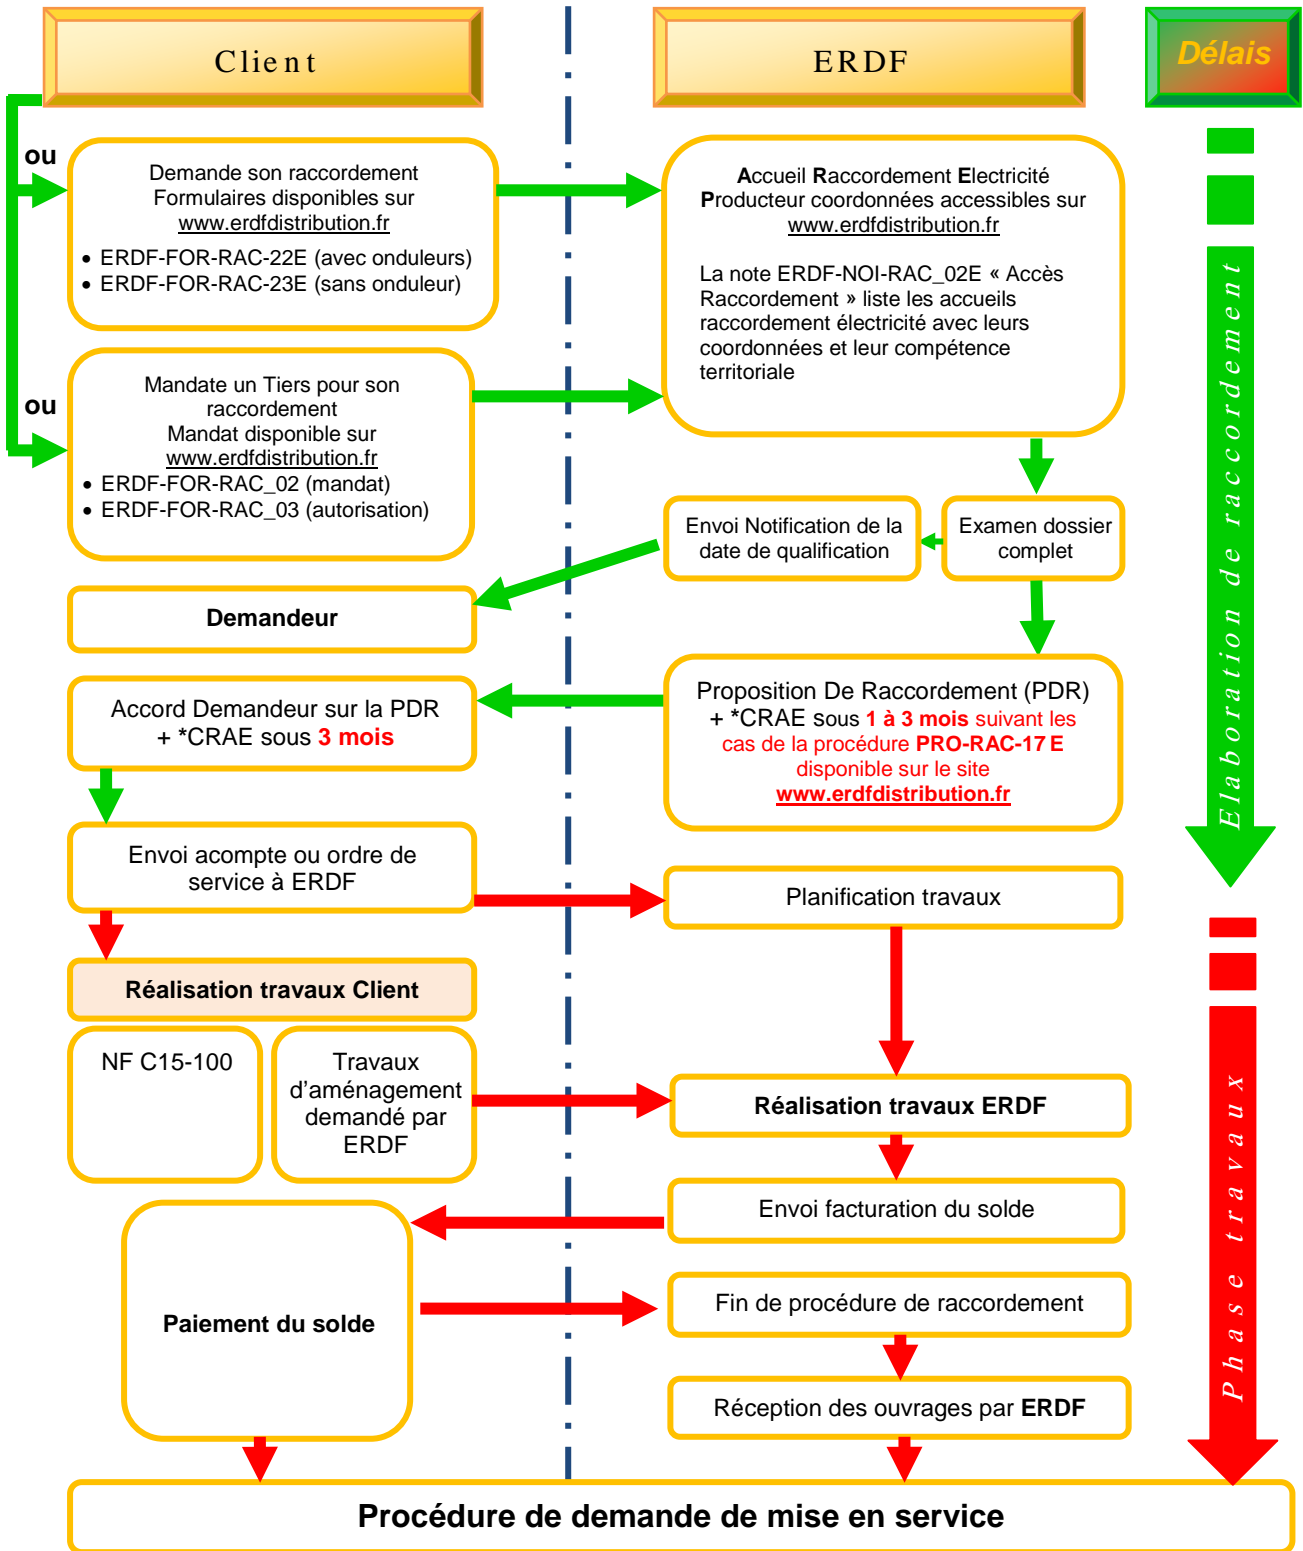 Client
ERDF
Délais
ou
Demande son raccordement
Formulaires disponibles sur
www.erdfdistribution.fr
• ERDF-FOR-RAC-22E (avec onduleurs)
• ERDF-FOR-RAC-23E (sans onduleur)
Accueil Raccordement Electricité
Producteur coordonnées accessibles sur
www.erdfdistribution.fr
La note ERDF-NOI-RAC_02E « Accès
Raccordement » liste les accueils
raccordement électricité avec leurs
coordonnées et leur compétence
territoriale
ou
Mandate un Tiers pour son
raccordement
Mandat disponible sur
www.erdfdistribution.fr
• ERDF-FOR-RAC_02 (mandat)
• ERDF-FOR-RAC_03 (autorisation)
Envoi Notification de la
date de qualification
Examen dossier
complet
Demandeur
Proposition De Raccordement (PDR)
+ *CRAE sous 1 à 3 mois suivant les
cas de la procédure PRO-RAC-17 E
disponible sur le site
www.erdfdistribution.fr
Accord Demandeur sur la PDR
+ *CRAE sous 3 mois
Elaboration de raccordement
Envoi acompte ou ordre de
service à ERDF
Planification travaux
Réalisation travaux Client
NF C15-100
Travaux
d'aménagement
demandé par
ERDF
Réalisation travaux ERDF
Envoi facturation du solde
Paiement du solde
Fin de procédure de raccordement
Réception des ouvrages par ERDF
Phase travaux
Procédure de demande de mise en service